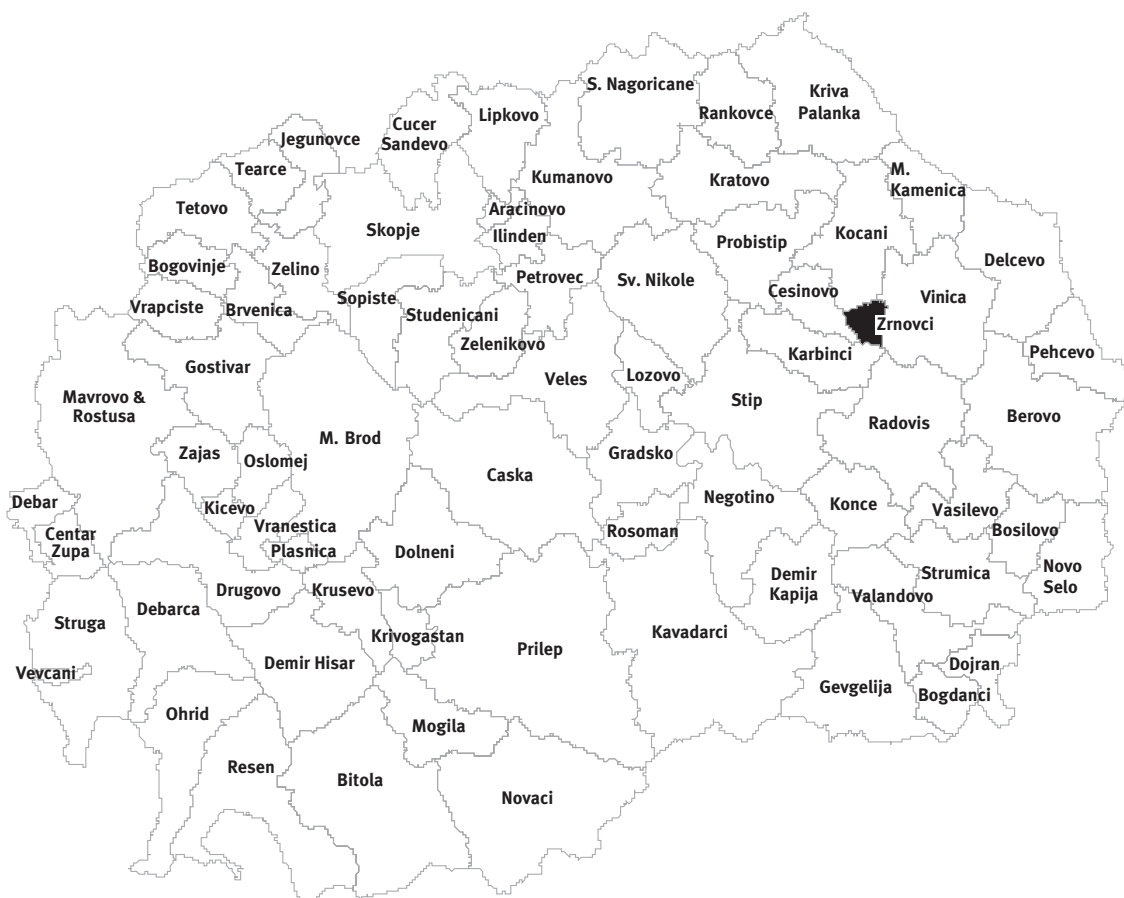 S. Nagoricane
Rankovce
Kriva
Palanka
Lipkovo
Cucer
Sandevo
Jegunovce
Tearce
Kumanovo
Kratovo
M.
Kamenica
Tetovo
Aracinovo
Skopje
Ilinden
Probistip
Kocani
Delcevo
Bogovinje
Zelino
Petrovec
Sv. Nikole
Cesinovo
Vinica
Sopiste
Vrapciste
Brvenica
Studenicani
Zrnovci
Zelenikovo
Karbinci
Pehcevo
Gostivar
Veles
Lozovo
Mavrovo &
Rostusa
Stip
Berovo
Radovis
M. Brod
Zajas
Oslomej
Gradsko
Caska
Debar
Negotino
Kicevo
Konce
Vasilevo
Vranestica
Rosoman
Bosilovo
Centar
Zupa
Plasnica
Dolneni
Demir
Kapija
Strumica
Novo
Selo
Drugovo
Krusevo
Valandovo
Debarca
Struga
Krivogastan
Kavadarci
Prilep
Demir Hisar
Dojran
Vevcani
Gevgelija
Bogdanci
Ohrid
Mogila
Resen
Bitola
Novaci